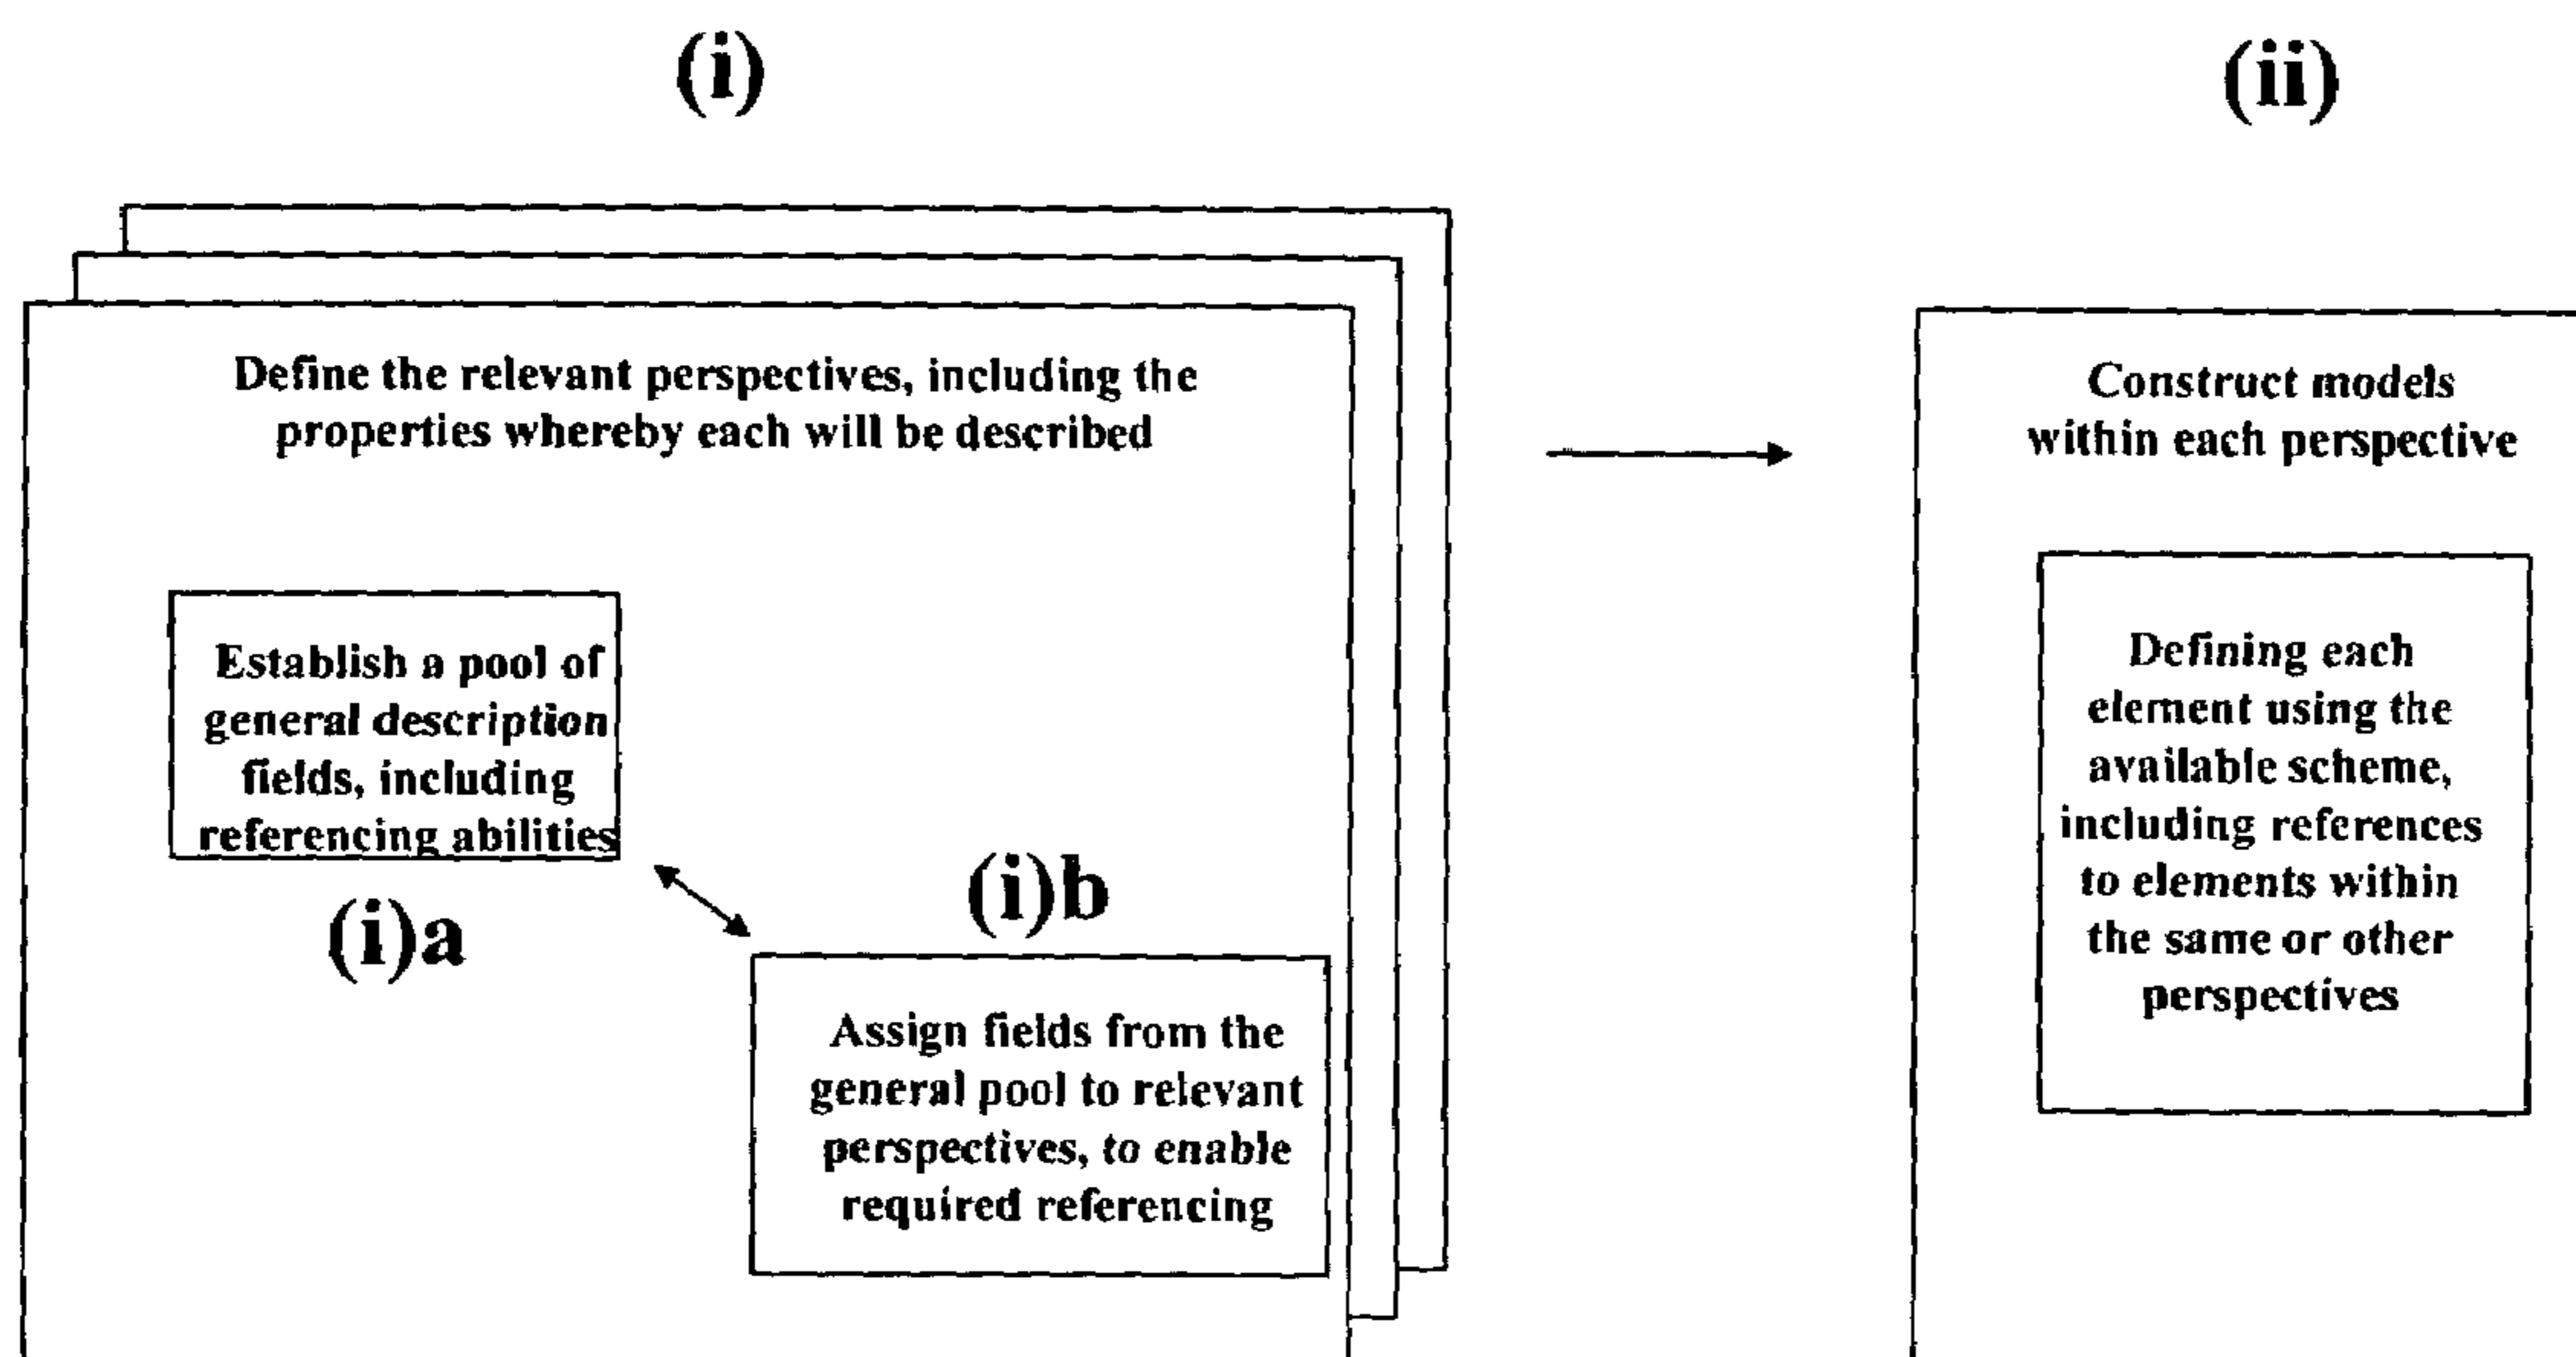 (i)
Define the relevant perspectives, including the
properties whereby each will be described
Establish a pool of
general description
fields, including
referencing abilities
(i)a
(i)b
Assign fields from the
general pool to relevant
perspectives, to enable
required referencing
(ii)
Construct models
within each perspective
Defining each
element using the
available scheme,
including references
to elements within
the same or other
perspectives